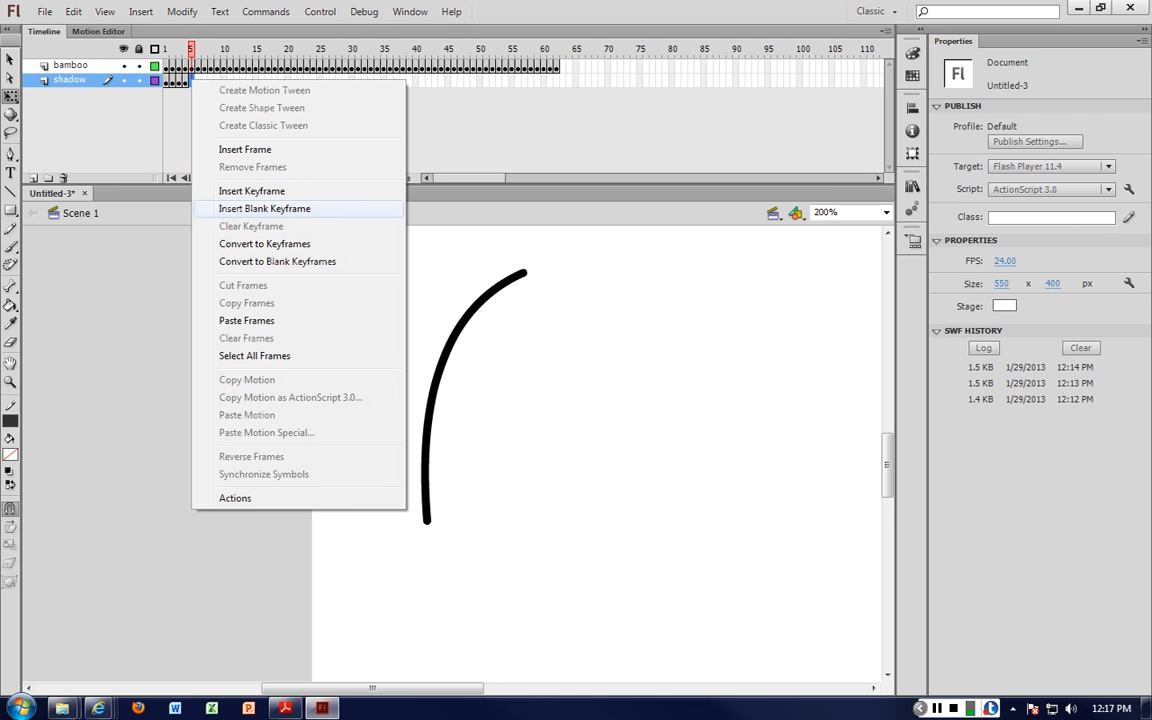 Fl File Edit View Insert Modify Text Commands Control Debug Window Help Classic
Timeline Motion Editor
1 5 10 15 20 25 30 35 40 45 50 55 60 65 70 75 80 85 90 95 100 105 110
bamboo
shadow
Create Motion Tween
Create Shape Tween
Create Classic Tween
Insert Frame
Remove Frames
Insert Keyframe
Insert Blank Keyframe
Clear Keyframe
Convert to Keyframes
Convert to Blank Keyframes
Cut Frames
Copy Frames
Paste Frames
Clear Frames
Select All Frames
Copy Motion
Copy Motion as ActionScript 3.0...
Paste Motion
Paste Motion Special...
Reverse Frames
Synchronize Symbols
Actions
Untitled-3* ×
Scene 1
200%
Properties
Fl Document
Untitled-3
PUBLISH
Profile: Default
Publish Settings...
Target: Flash Player 11.4
Script: ActionScript 3.0
Class:
PROPERTIES
FPS: 24.00
Size: 550 x 400 px
Stage:
SWF HISTORY
Log Clear
1.5 KB 1/29/2013 12:14 PM
1.5 KB 1/29/2013 12:13 PM
1.4 KB 1/29/2013 12:12 PM
12:17 PM